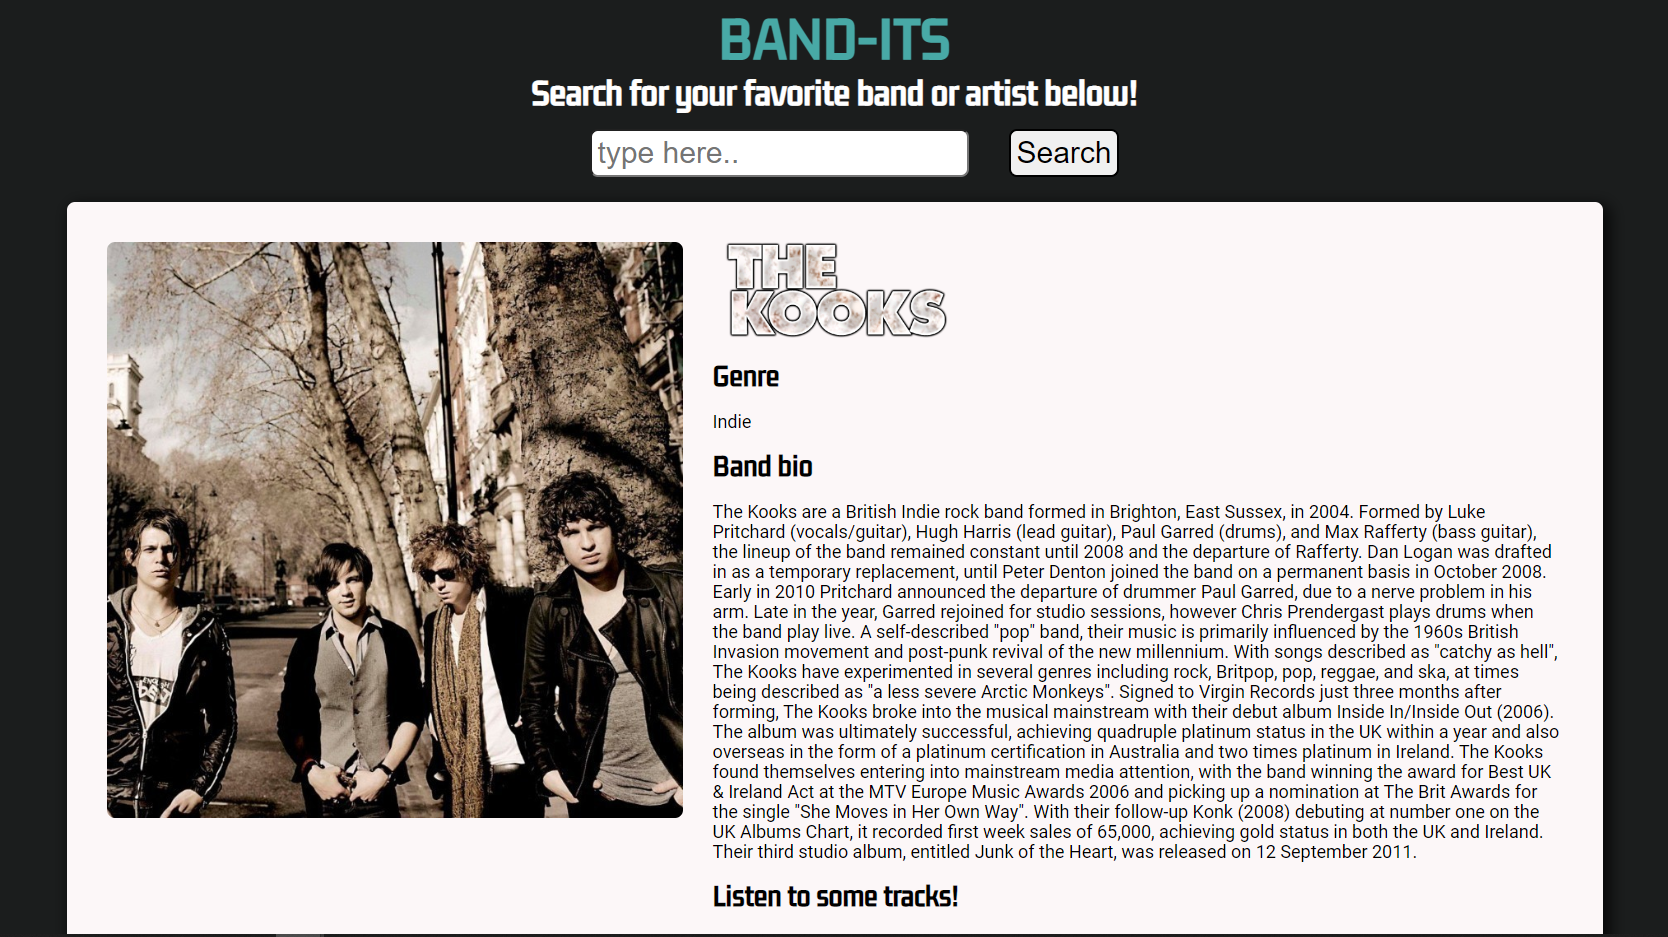 BAND-ITS
Search for your favorite band or artist below!
type here..
Search
THE
KOOKS
Genre
Indie
Band bio
The Kooks are a British Indie rock band formed in Brighton, East Sussex, in 2004. Formed by Luke
Pritchard (vocals/guitar), Hugh Harris (lead guitar), Paul Garred (drums), and Max Rafferty (bass guitar),
the lineup of the band remained constant until 2008 and the departure of Rafferty. Dan Logan was drafted
in as a temporary replacement, until Peter Denton joined the band on a permanent basis in October 2008.
Early in 2010 Pritchard announced the departure of drummer Paul Garred, due to a nerve problem in his
arm. Late in the year, Garred rejoined for studio sessions, however Chris Prendergast plays drums when
the band play live. A self-described "pop" band, their music is primarily influenced by the 1960s British
Invasion movement and post-punk revival of the new millennium. With songs described as "catchy as hell",
The Kooks have experimented in several genres including rock, Britpop, pop, reggae, and ska, at times
being described as "a less severe Arctic Monkeys". Signed to Virgin Records just three months after
forming, The Kooks broke into the musical mainstream with their debut album Inside In/Inside Out (2006).
The album was ultimately successful, achieving quadruple platinum status in the UK within a year and also
overseas in the form of a platinum certification in Australia and two times platinum in Ireland. The Kooks
found themselves entering into mainstream media attention, with the band winning the award for Best UK
& Ireland Act at the MTV Europe Music Awards 2006 and picking up a nomination at The Brit Awards for
the single "She Moves in Her Own Way". With their follow-up Konk (2008) debuting at number one on the
UK Albums Chart, it recorded first week sales of 65,000, achieving gold status in both the UK and Ireland.
Their third studio album, entitled Junk of the Heart, was released on 12 September 2011.
Listen to some tracks!